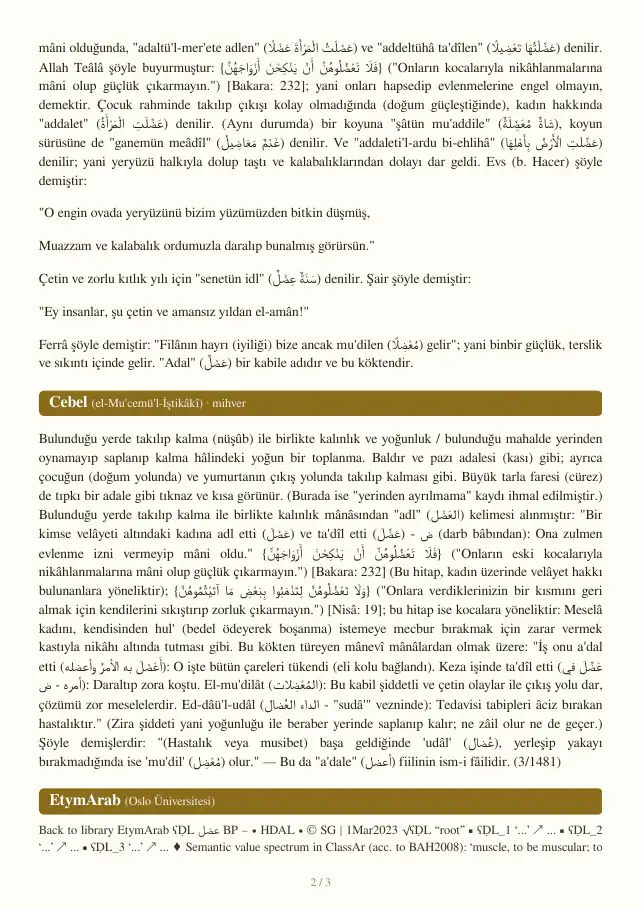 mâni olduğunda, "adaltü'l-mer'ete adlen" (عَضَلْتُ الْمَرْأَةَ عَضْلًا) ve "addeltühâ ta'dîlen" (عَضَّلْتُهَا تَعْضِيلًا) denilir.
Allah Teâlâ şöyle buyurmuştur: {فَلَا تَعْضُلُوهُنَّ أَنْ يَنْكِحْنَ أَزْوَاجَهُنَّ} ("Onların kocalarıyla nikâhlanmalarına
mâni olup güçlük çıkarmayın.") [Bakara: 232]; yani onları hapsedip evlenmelerine engel olmayın,
demektir. Çocuk rahminde takılıp çıkışı kolay olmadığında (doğum güçleştiğinde), kadın hakkında
"addalet" (عَضَّلَتِ الْمَرْأَةُ) denilir. (Aynı durumda) bir koyuna "şâtün mu'addile" (شَاةٌ مُعَضِّلَةٌ), koyun
sürüsüne de "ganemün meâdîl" (غَنَمٌ مَعَاضِيلُ) denilir. Ve "addaleti'l-ardu bi-ehlihâ" (عَضَّلَتِ الْأَرْضُ بِأَهْلِهَا)
denilir; yani yeryüzü halkıyla dolup taştı ve kalabalıklarından dolayı dar geldi. Evs (b. Hacer) şöyle
demiştir:
"O engin ovada yeryüzünü bizim yüzümüzden bitkin düşmüş,
Muazzam ve kalabalık ordumuzla daralıp bunalmış görürsün."
Çetin ve zorlu kıtlık yılı için "senetün idl" (سَنَةٌ عِضْلٌ) denilir. Şair şöyle demiştir:
"Ey insanlar, şu çetin ve amansız yıldan el-amân!"
Ferrâ şöyle demiştir: "Filânın hayrı (iyiliği) bize ancak mu'dilen (مُعْضِلًا) gelir"; yani binbir güçlük, terslik
ve sıkıntı içinde gelir. "Adal" (عَضَلٌ) bir kabile adıdır ve bu köktendir.
Cebel (el-Mu'cemü'l-İştikâkî) · mihver
Bulunduğu yerde takılıp kalma (nüşûb) ile birlikte kalınlık ve yoğunluk / bulunduğu mahalde yerinden
oynamayıp saplanıp kalma hâlindeki yoğun bir toplanma. Baldır ve pazı adalesi (kası) gibi; ayrıca
çocuğun (doğum yolunda) ve yumurtanın çıkış yolunda takılıp kalması gibi. Büyük tarla faresi (cürez)
de tıpkı bir adale gibi tıknaz ve kısa görünür. (Burada ise "yerinden ayrılmama" kaydı ihmal edilmiştir.)
Bulunduğu yerde takılıp kalma ile birlikte kalınlık mânâsından "adl" (العَضْل) kelimesi alınmıştır: "Bir
kimse velâyeti altındaki kadına adl etti (عَضَل) ve ta'dîl etti (عَضَّلَ) - ض (darb bâbından): Ona zulmen
evlenme izni vermeyip mâni oldu." {فَلَا تَعْضُلُوهُنَّ أَنْ يَنْكِحْنَ أَزْوَاجَهُنَّ} ("Onların eski kocalarıyla
nikâhlanmalarına mâni olup güçlük çıkarmayın.") [Bakara: 232] (Bu hitap, kadın üzerinde velâyet hakkı
bulunanlara yöneliktir); {وَلَا تَعْضُلُوهُنَّ لِتَذْهَبُوا بِبَعْضِ مَا آتَيْتُمُوهُنَّ} ("Onlara verdiklerinizin bir kısmını geri
almak için kendilerini sıkıştırıp zorluk çıkarmayın.") [Nisâ: 19]; bu hitap ise kocalara yöneliktir: Meselâ
kadını, kendisinden hul' (bedel ödeyerek boşanma) istemeye mecbur bırakmak için zarar vermek
kastıyla nikâhı altında tutması gibi. Bu kökten türeyen mânevî mânâlardan olmak üzere: "İş onu a'dal
etti (أَعْضَلَ به الأمرُ وأعضله): O işte bütün çareleri tükendi (eli kolu bağlandı). Keza işinde ta'dîl etti (عَضَّلَ في
أمره - ض): Daraltıp zora koştu. El-mu'dilât (المُعْضِلات): Bu kabil şiddetli ve çetin olaylar ile çıkış yolu dar,
çözümü zor meselelerdir. Ed-dâü'l-udâl (الداء العُضال - "sudâ'" vezninde): Tedavisi tabipleri âciz bırakan
hastalıktır." (Zira şiddeti yani yoğunluğu ile beraber yerinde saplanıp kalır; ne zâil olur ne de geçer.)
Şöyle demişlerdir: "(Hastalık veya musibet) başa geldiğinde 'udâl' (عُضال), yerleşip yakayı
bırakmadığında ise 'mu'dil' (مُعْضِل) olur." — Bu da "a'dale" (أعضل) fiilinin ism-i fâilidir. (3/1481)
EtymArab (Oslo Üniversitesi)
Back to library EtymArab ʕḌL عضل BP – • HDAL • © SG | 1Mar2023 √ʕḌL “root” ▪ ʕḌL_1 ‘...’ ↗ ... ▪ ʕḌL_2
‘...’ ↗ ... ▪ ʕḌL_3 ‘...’ ↗ ... ♦ Semantic value spectrum in ClassAr (acc. to BAH2008): ‘muscle, to be muscular; to
2 / 3